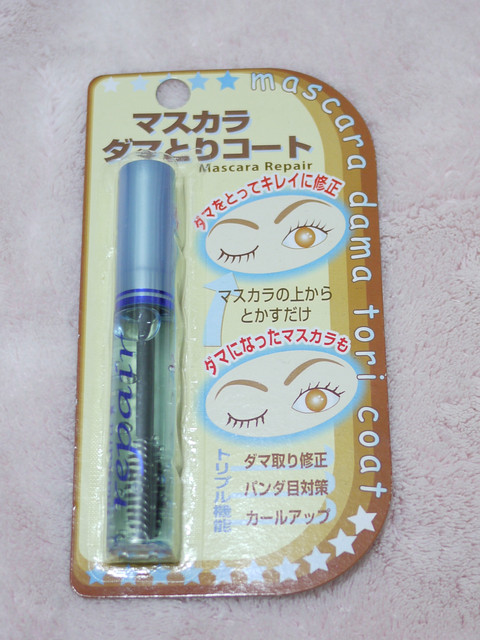 mascara dama tori coat
マスカラ
ダマとりコート
Mascara Repair
ダマをとってキレイに修正
マスカラの上から
とかすだけ
ダマになったマスカラも
トリプル機能
ダマ取り修正
パンダ目対策
カールアップ
repair